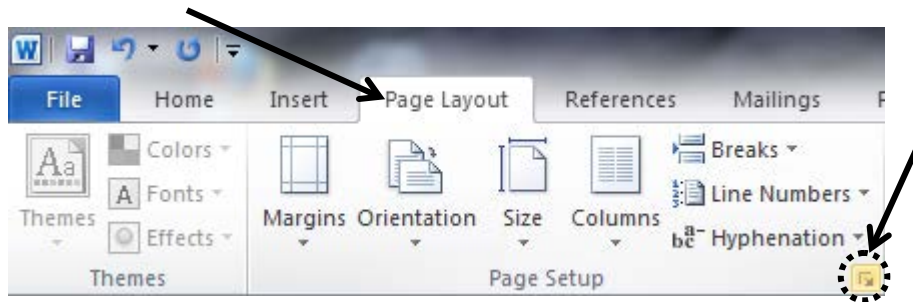 W
File Home Insert Page Layout References Mailings
Aa Themes
Colors
A Fonts
Effects
Margins Orientation Size Columns
Breaks
Line Numbers
Hyphenation
Themes Page Setup